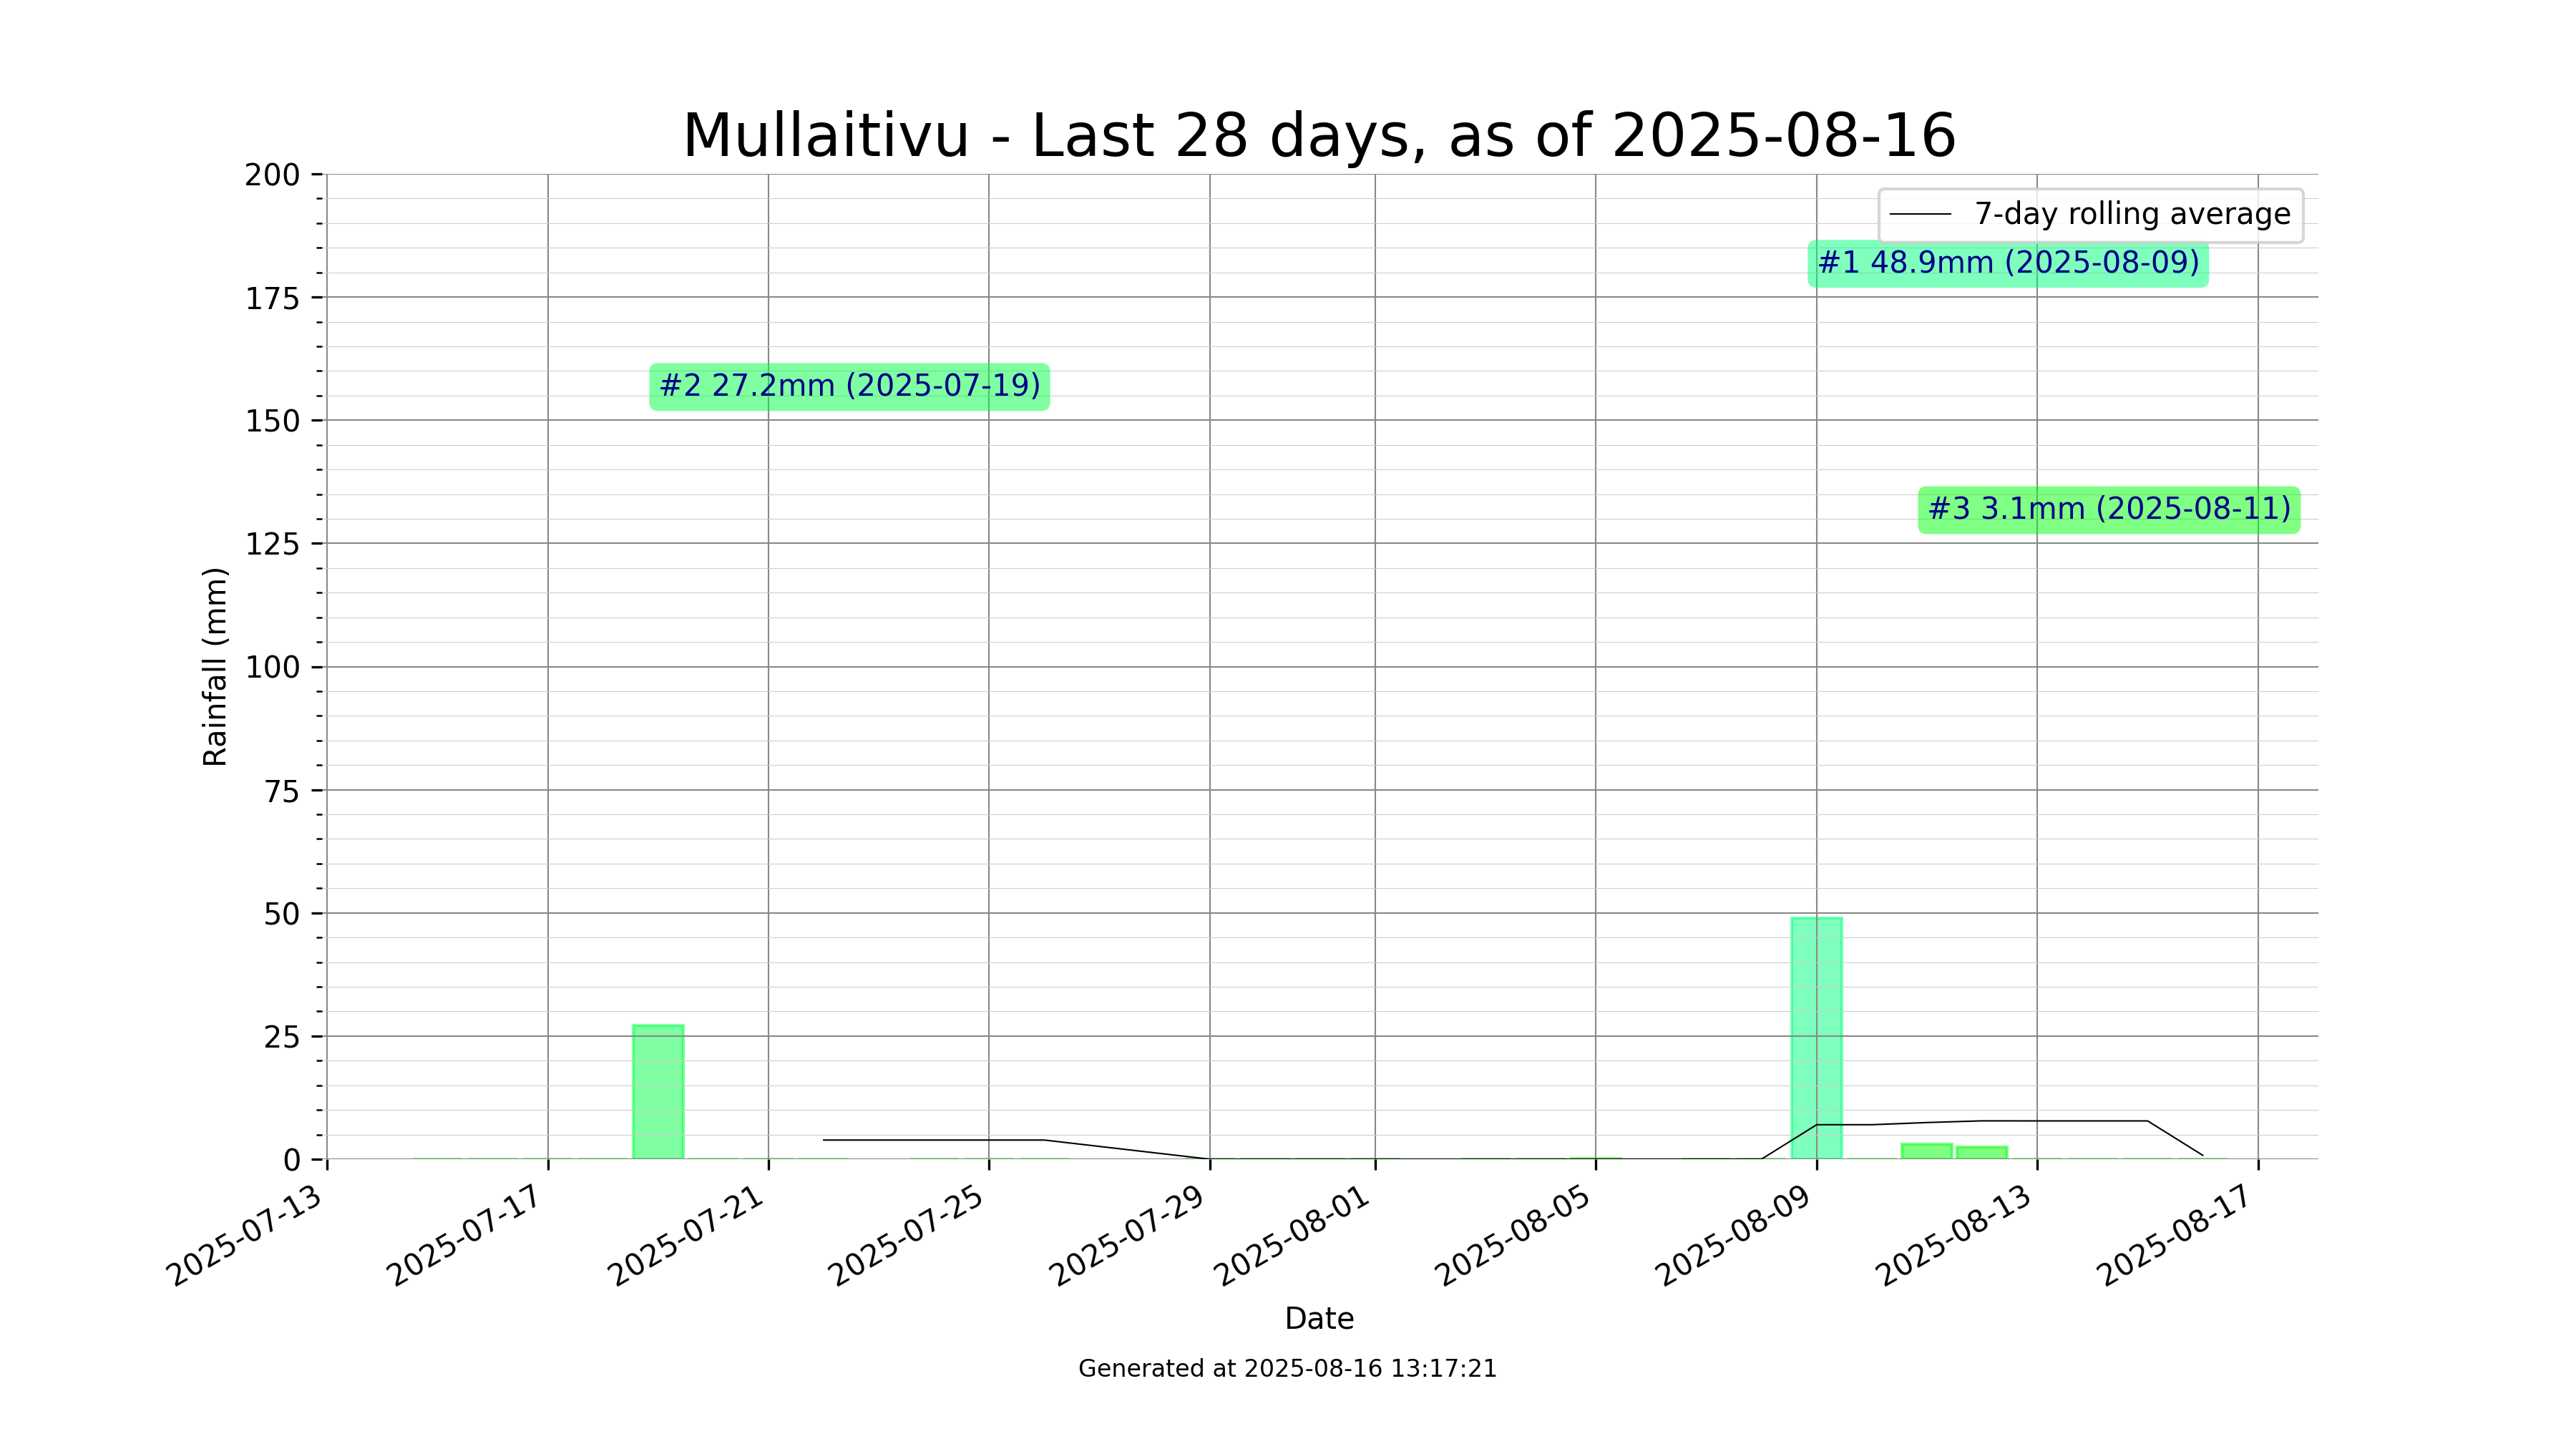 Mullaitivu - Last 28 days, as of 2025-08-16
200
175
150
125
100
75
50
25
0
Rainfall (mm)
7-day rolling average
#1 48.9mm (2025-08-09)
#2 27.2mm (2025-07-19)
#3 3.1mm (2025-08-11)
2025-07-13
2025-07-17
2025-07-21
2025-07-25
2025-07-29
2025-08-01
2025-08-05
2025-08-09
2025-08-13
2025-08-17
Date
Generated at 2025-08-16 13:17:21